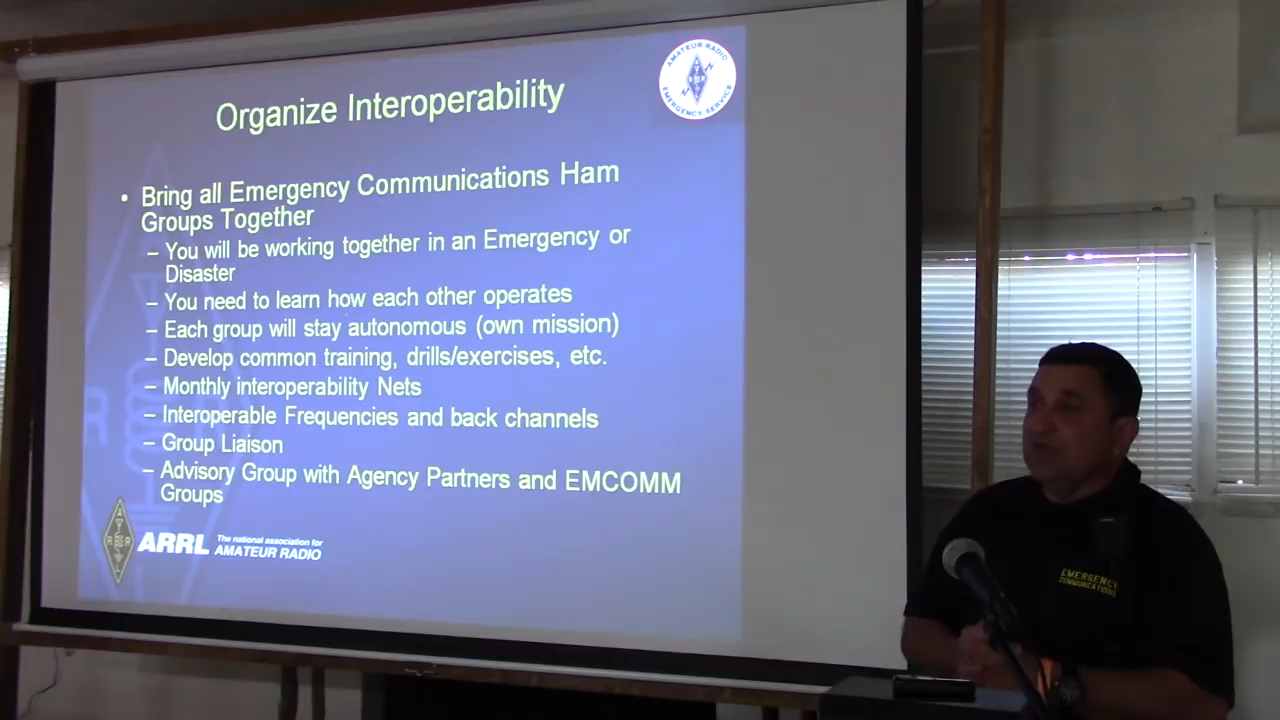 Organize Interoperability
AMATEUR RADIO
ARRL
EMERGENCY SERVICE
• Bring all Emergency Communications Ham
Groups Together
– You will be working together in an Emergency or
Disaster
– You need to learn how each other operates
– Each group will stay autonomous (own mission)
– Develop common training, drills/exercises, etc.
– Monthly interoperability Nets
– Interoperable Frequencies and back channels
– Group Liaison
– Advisory Group with Agency Partners and EMCOMM
Groups
ARRL
ARRL The national association for
AMATEUR RADIO
EMERGENCY
COMMUNICATIONS